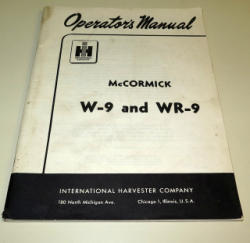 Operator's Manual
IH
McCORMICK
W-9 and WR-9
INTERNATIONAL HARVESTER COMPANY
180 North Michigan Ave. Chicago 1, Illinois, U.S.A.